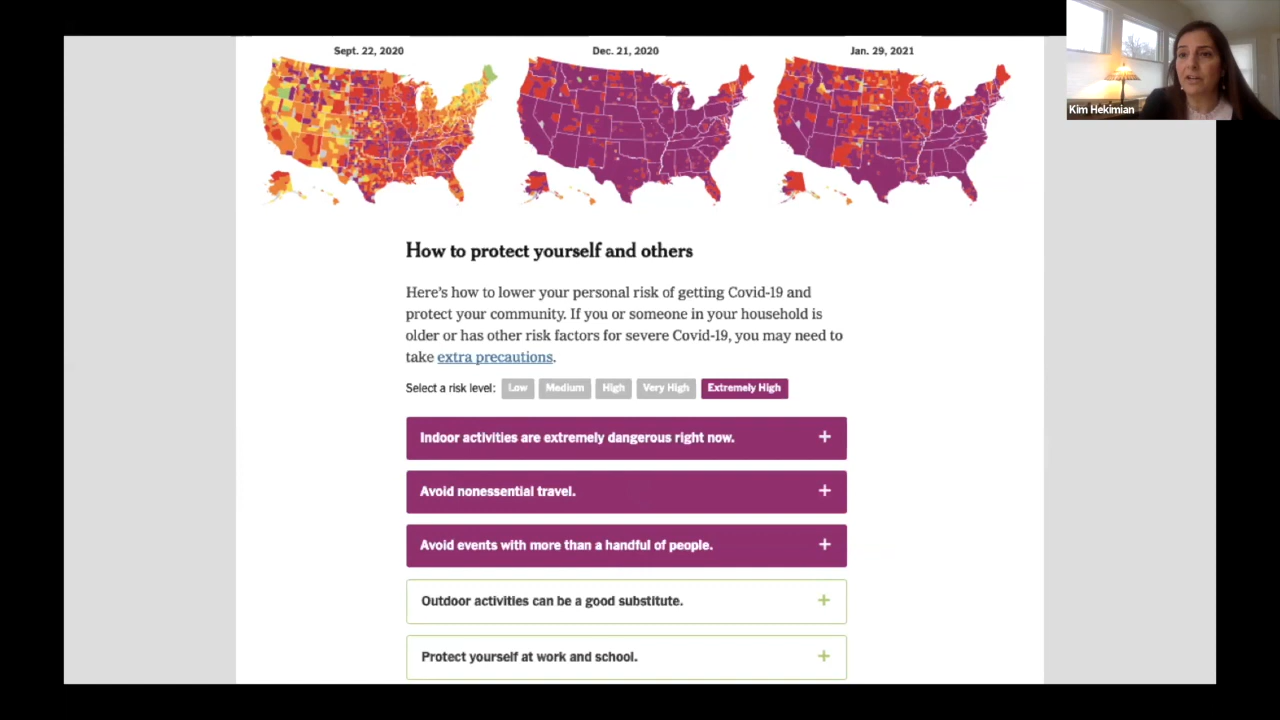 Sept. 22, 2020
Dec. 21, 2020
Jan. 29, 2021
Kim Hekimian
How to protect yourself and others
Here's how to lower your personal risk of getting Covid-19 and
protect your community. If you or someone in your household is
older or has other risk factors for severe Covid-19, you may need to
take extra precautions.
Select a risk level: Low Medium High Very High Extremely High
Indoor activities are extremely dangerous right now. +
Avoid nonessential travel. +
Avoid events with more than a handful of people. +
Outdoor activities can be a good substitute. +
Protect yourself at work and school. +